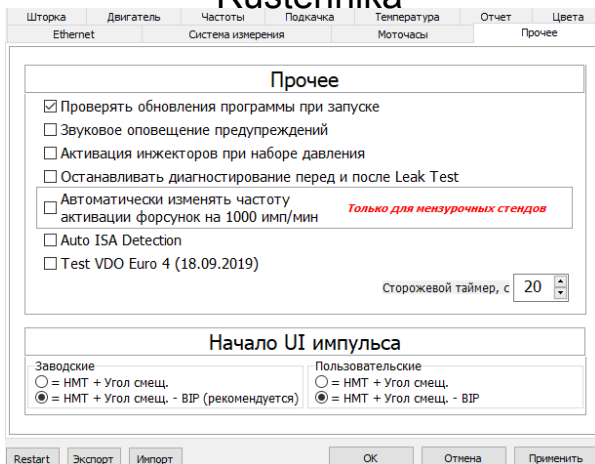 Rustehnika
Шторка Двигатель Частоты Подкачка Температура Отчет Цвета
Ethernet Система измерения Моточасы Прочее
Прочее
Проверять обновления программы при запуске
Звуковое оповещение предупреждений
Активация инжекторов при наборе давления
Останавливать диагностирование перед и после Leak Test
Автоматически изменять частоту
активации форсунок на 1000 имп/мин
Только для мензурочных стендов
Auto ISA Detection
Test VDO Euro 4 (18.09.2019)
Сторожевой таймер, с 20
Начало UI импульса
Заводские
= НМТ + Угол смещ.
= НМТ + Угол смещ. - BIP (рекомендуется)
Пользовательские
= НМТ + Угол смещ.
= НМТ + Угол смещ. - BIP
Restart Экспорт Импорт OK Отмена Применить